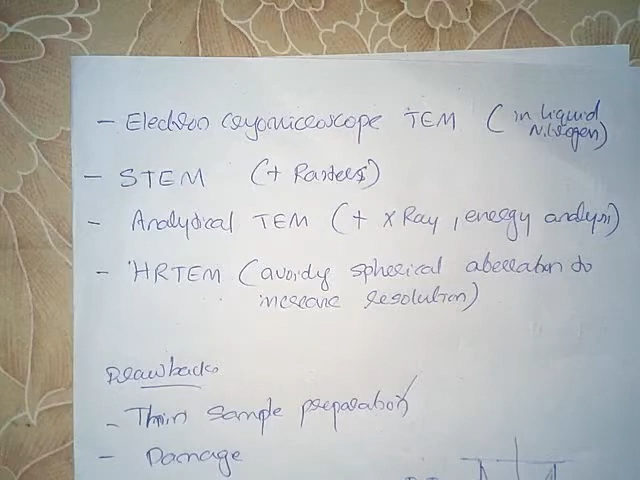 - Electron cryomicroscope TEM (in liquid
Nitrogen)
- STEM (+ Rasters)
- Analytical TEM (+ X Ray, energy analysis)
- HRTEM (avoidy spherical aberration to
increase resolution)
Drawbacks
- Thin sample preparation
- Damage